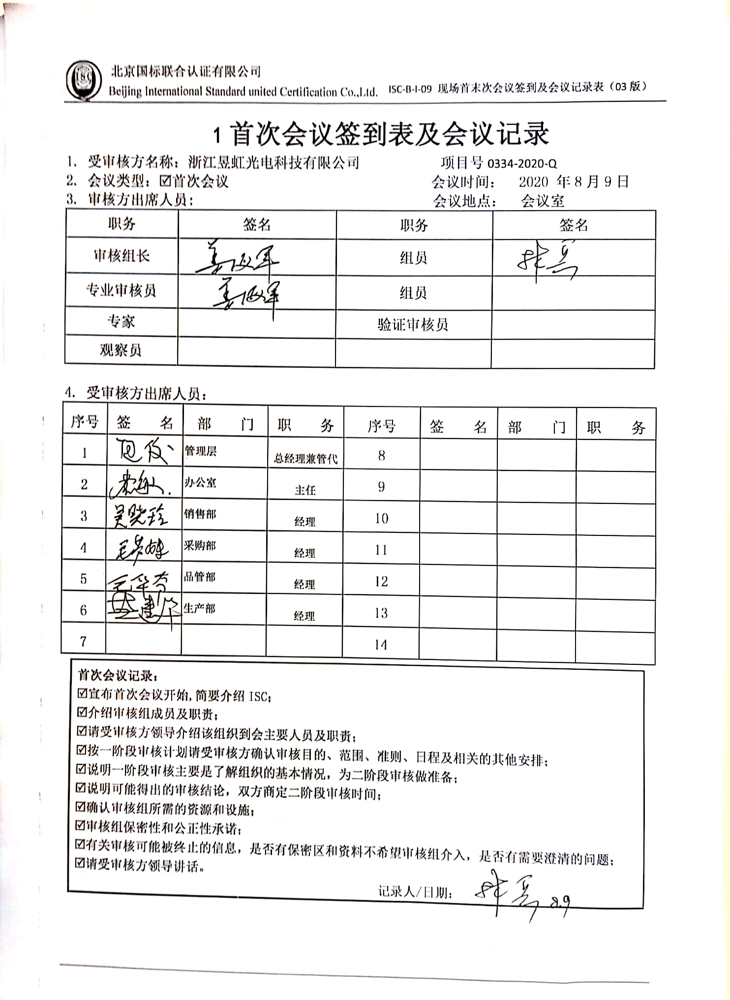 ISC
北京国标联合认证有限公司
Beijing International Standard united Certification Co.,Ltd. ISC-B-I-09 现场首末次会议签到及会议记录表（03 版）
1 首次会议签到表及会议记录
1. 受审核方名称：浙江昱虹光电科技有限公司 项目号 0334-2020-Q
2. 会议类型：☑首次会议 会议时间： 2020 年 8 月 9 日
3. 审核方出席人员： 会议地点： 会议室
职务 签名 职务 签名
审核组长 组员
专业审核员 组员
专家 验证审核员
观察员
4. 受审核方出席人员：
序号 签 名 部 门 职 务 序号 签 名 部 门 职 务
1 管理层 总经理兼管代 8
2 办公室 主任 9
3 吴晓玲 销售部 经理 10
4 采购部 经理 11
5 毛华芬 品管部 经理 12
6 生产部 经理 13
7 14
首次会议记录：
☑宣布首次会议开始,简要介绍 ISC；
☑介绍审核组成员及职责；
☑请受审核方领导介绍该组织到会主要人员及职责；
☑按一阶段审核计划请受审核方确认审核目的、范围、准则、日程及相关的其他安排；
☑说明一阶段审核主要是了解组织的基本情况，为二阶段审核做准备；
☑说明可能得出的审核结论，双方商定二阶段审核时间；
☑确认审核组所需的资源和设施；
☑审核组保密性和公正性承诺；
☑有关审核可能被终止的信息，是否有保密区和资料不希望审核组介入，是否有需要澄清的问题；
☑请受审核方领导讲话。
记录人/日期： 8.9